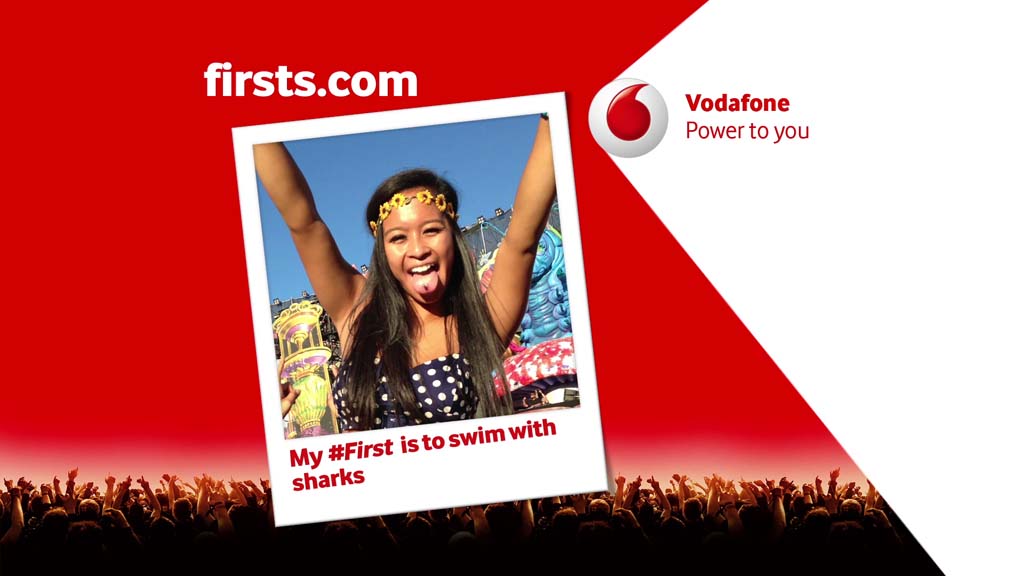 firsts.com
Vodafone
Power to you
My #First is to swim with
sharks